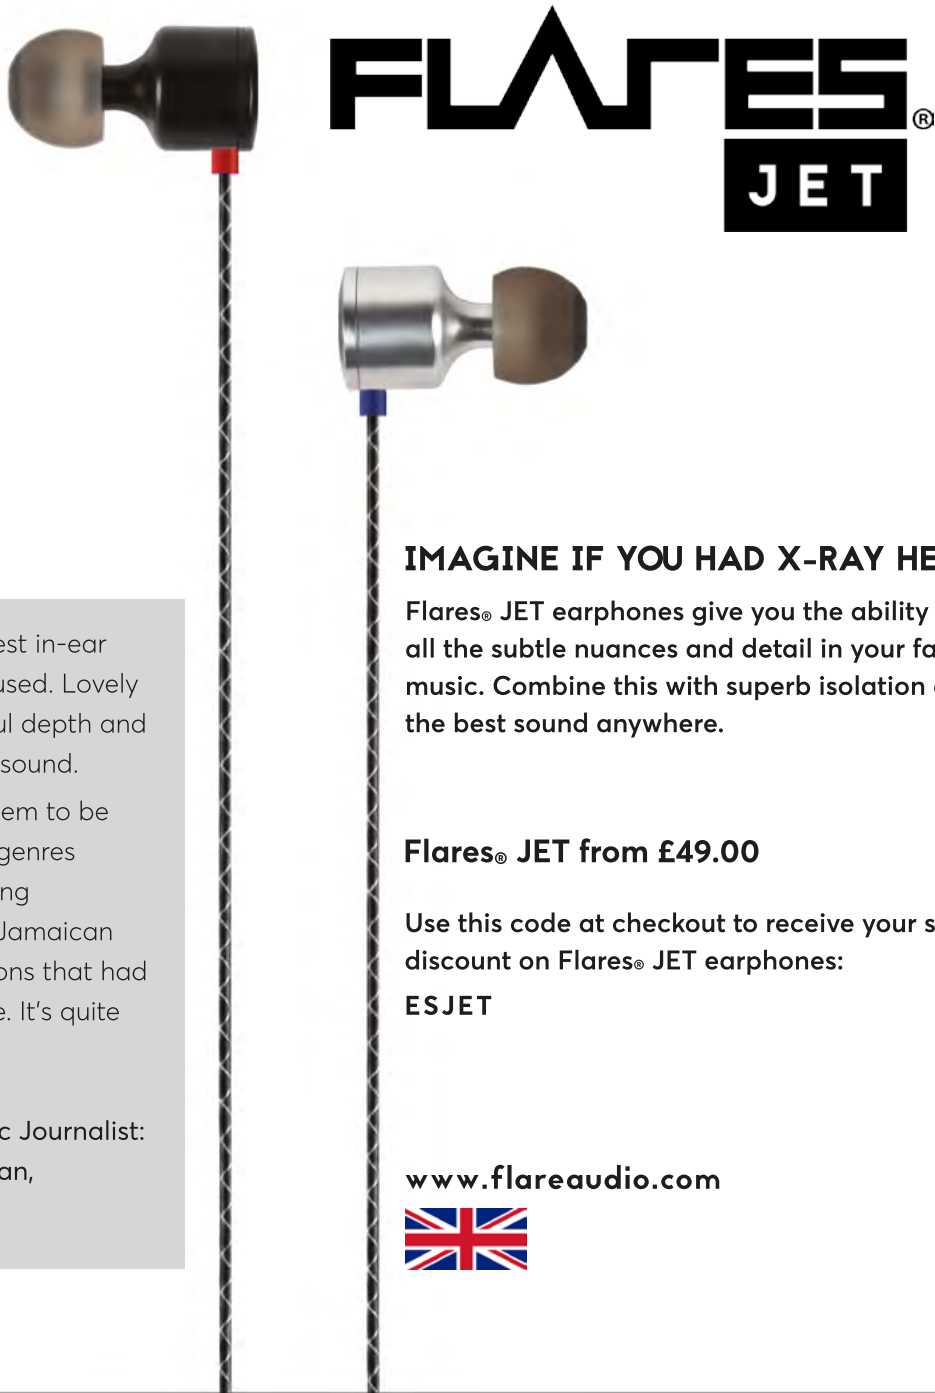 FLARES®
JET
IMAGINE IF YOU HAD X-RAY HE
Flares® JET earphones give you the ability
all the subtle nuances and detail in your fa
music. Combine this with superb isolation
the best sound anywhere.
Flares® JET from £49.00
Use this code at checkout to receive your s
discount on Flares® JET earphones:
ESJET
www.flareaudio.com
est in-ear
used. Lovely
ul depth and
sound.
em to be
genres
ng
Jamaican
ons that had
e. It's quite
c Journalist:
an,